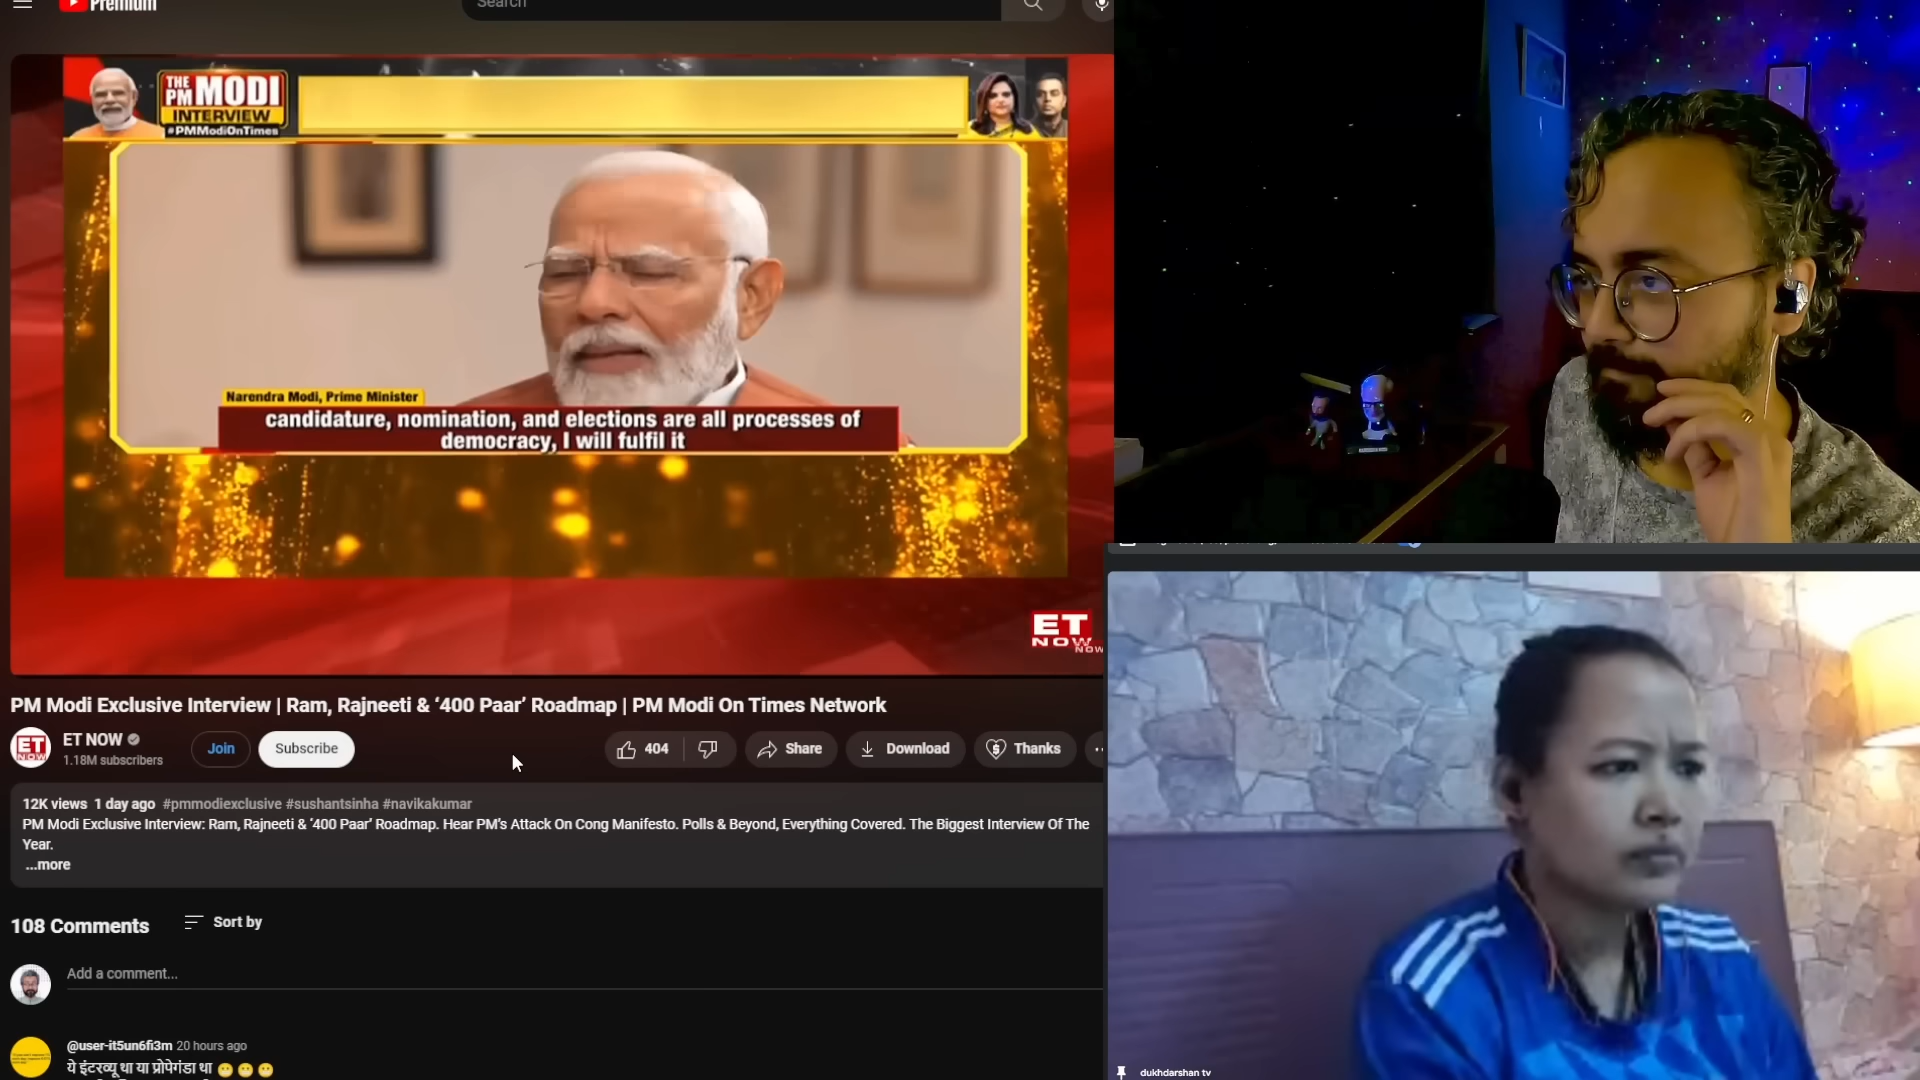 Premium
Search
THE
PM MODI
INTERVIEW
#PMModiOnTimes
Narendra Modi, Prime Minister
candidature, nomination, and elections are all processes of
democracy, I will fulfil it
ET
NOW
NOW
PM Modi Exclusive Interview | Ram, Rajneeti & ‘400 Paar’ Roadmap | PM Modi On Times Network
ET NOW
1.18M subscribers
Join
Subscribe
404
Share
Download
Thanks
12K views 1 day ago #pmmodiexclusive #sushantsinha #navikakumar
PM Modi Exclusive Interview: Ram, Rajneeti & ‘400 Paar’ Roadmap. Hear PM’s Attack On Cong Manifesto. Polls & Beyond, Everything Covered. The Biggest Interview Of The
Year.
...more
108 Comments
Sort by
Add a comment...
@user-it5un6fi3m 20 hours ago
ये इंटरव्यू था या प्रोपेगंडा था 😁😁😁
dukhdarshan tv